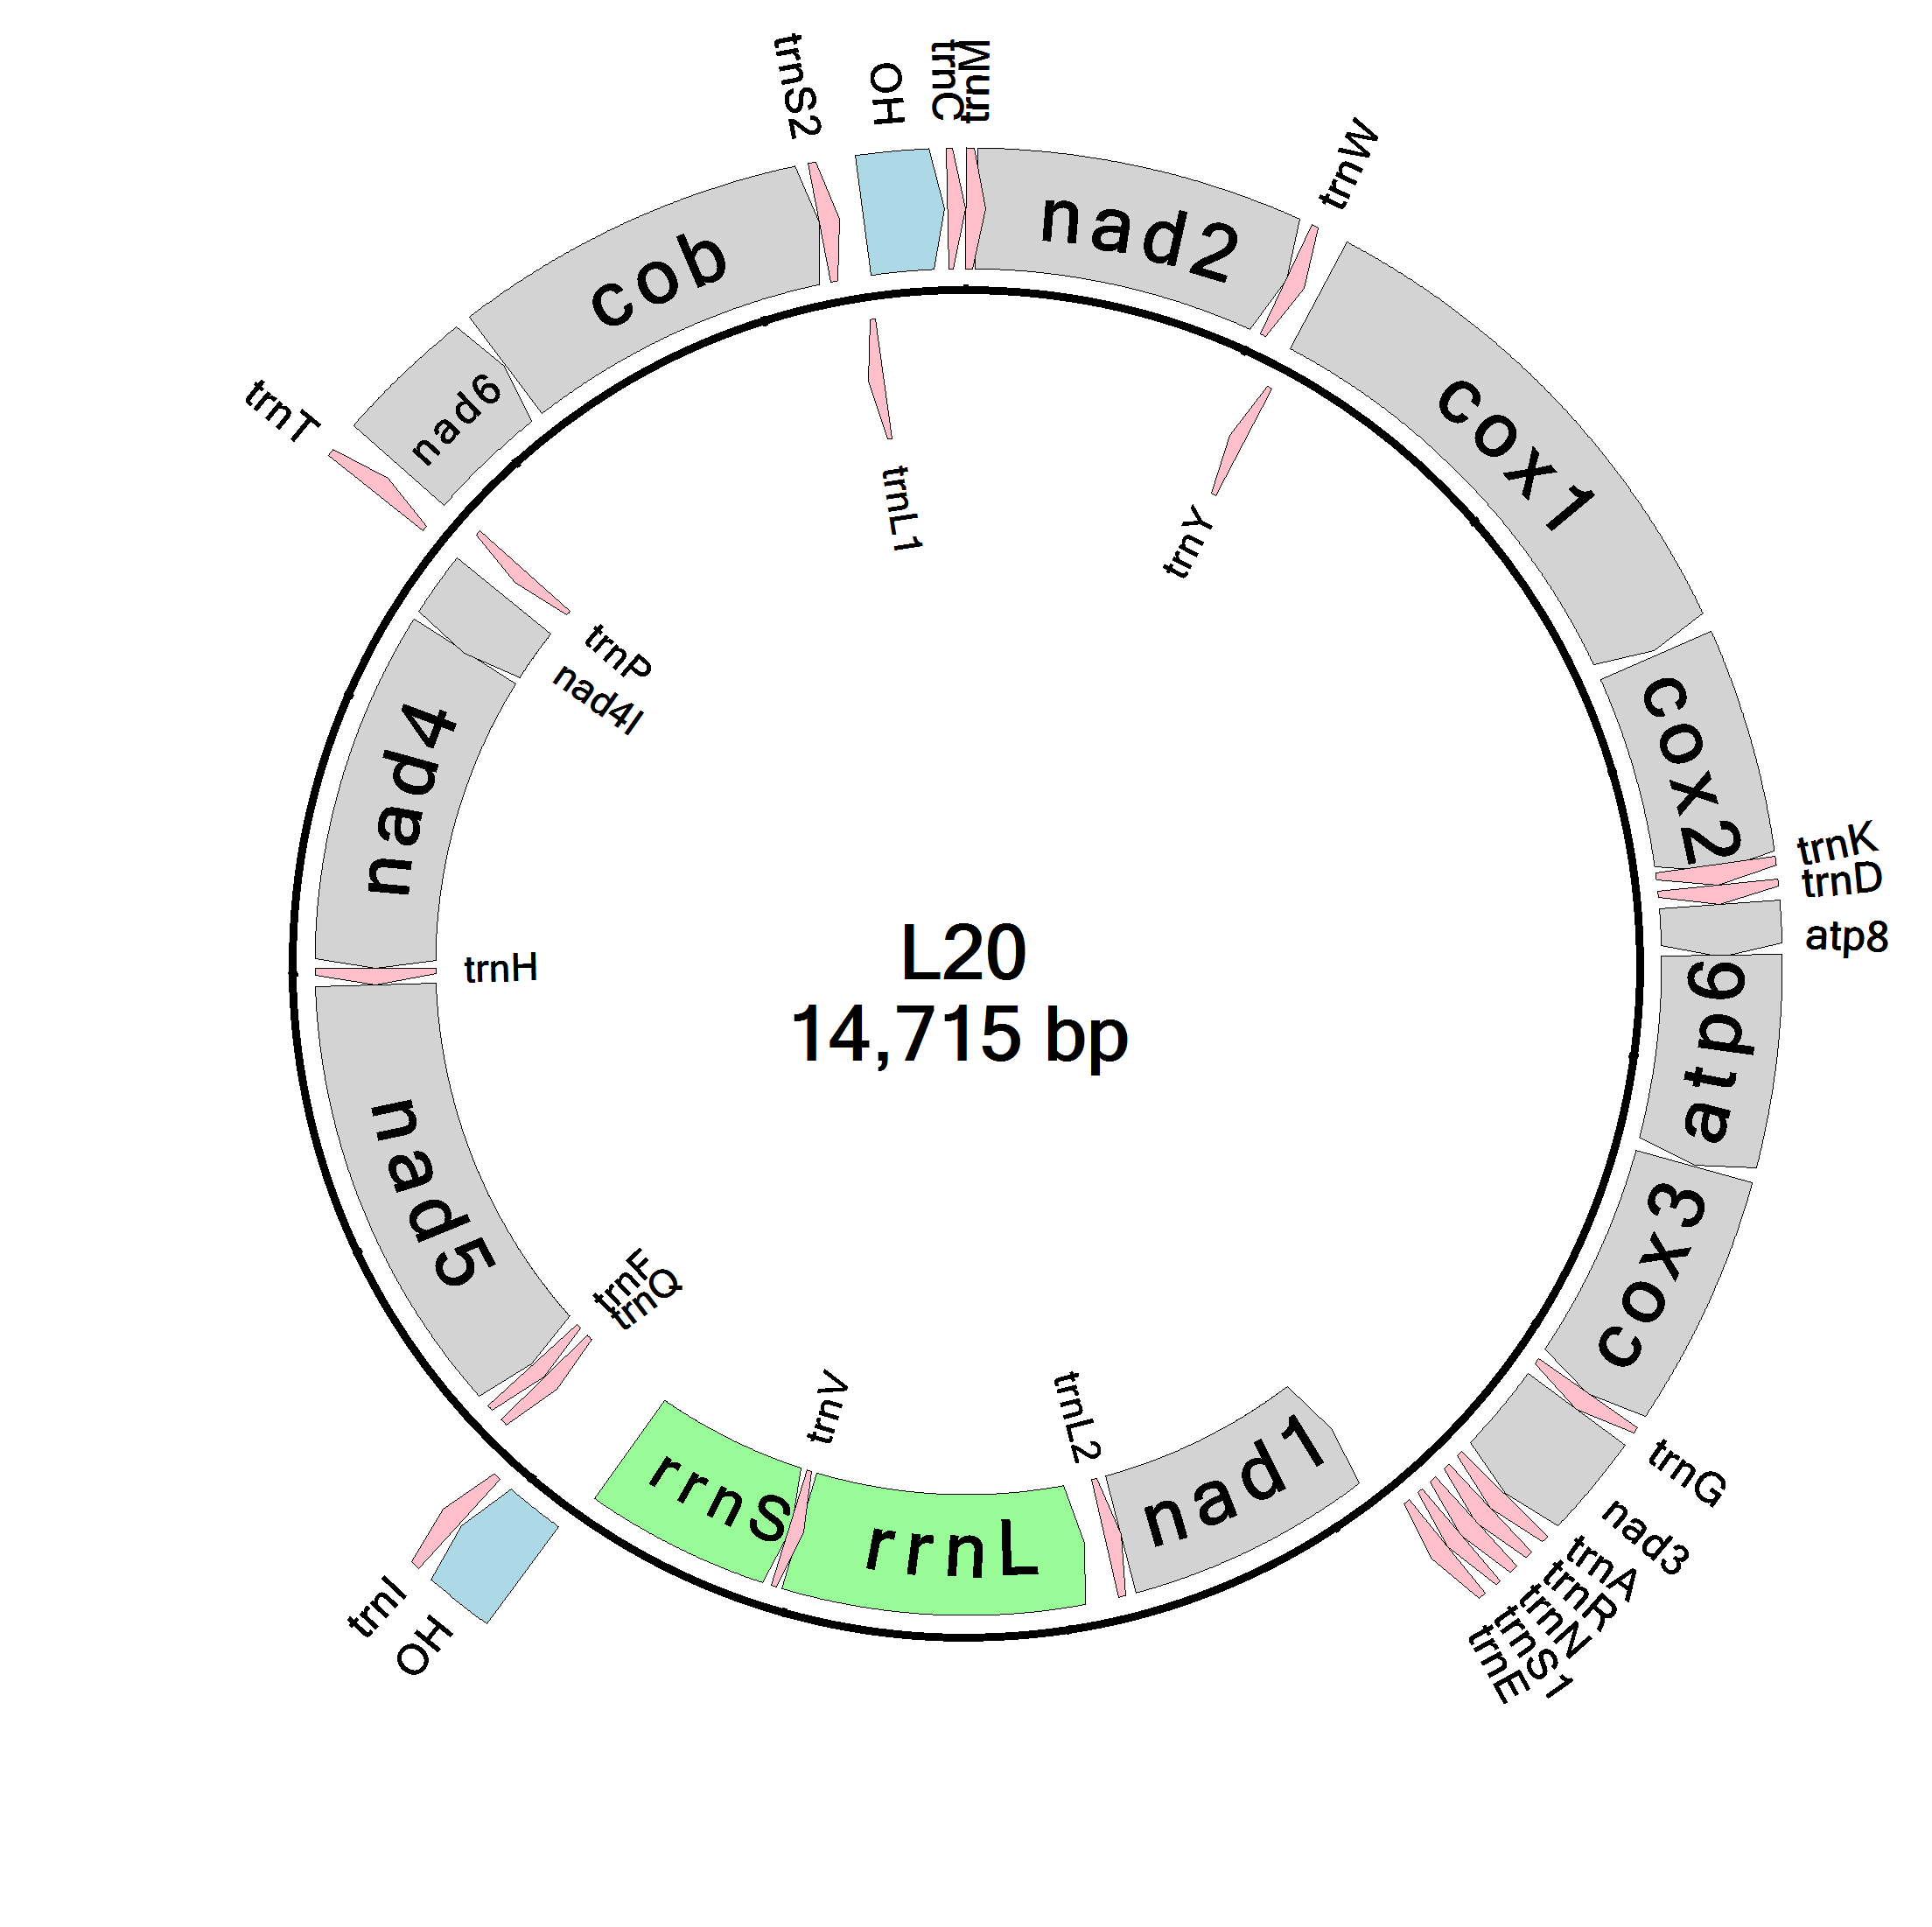 trnM
nad2
trnW
cox1
cox2
trnK
trnD
atp8
atp6
cox3
trnG
nad3
trnA
trnR
trnN
trnS1
trnE
OH
trnI
trnT
nad6
cob
trnS2
OH
trnC
trnL1
trnY
trnP
nad4l
nad4
trnH
nad5
trnF
trnQ
rrnS
trnV
rrnL
trnL2
nad1
L20
14,715 bp